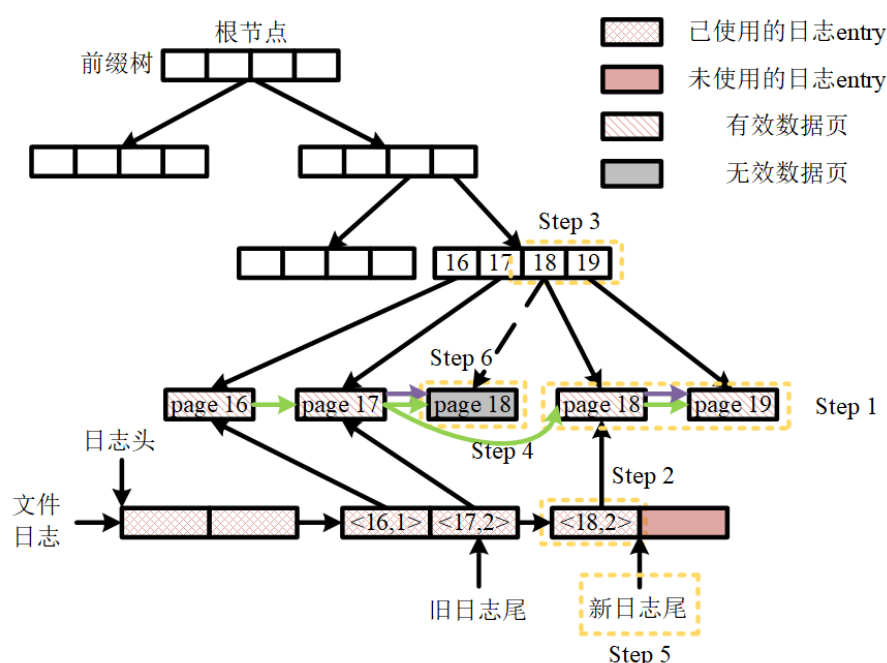 根节点
前缀树
已使用的日志entry
未使用的日志entry
有效数据页
无效数据页
Step 3
16 17 18 19
Step 6
page 16 page 17 page 18 page 18 page 19
Step 1
Step 4
日志头
Step 2
文件
日志
<16,1> <17,2> <18,2>
旧日志尾
新日志尾
Step 5